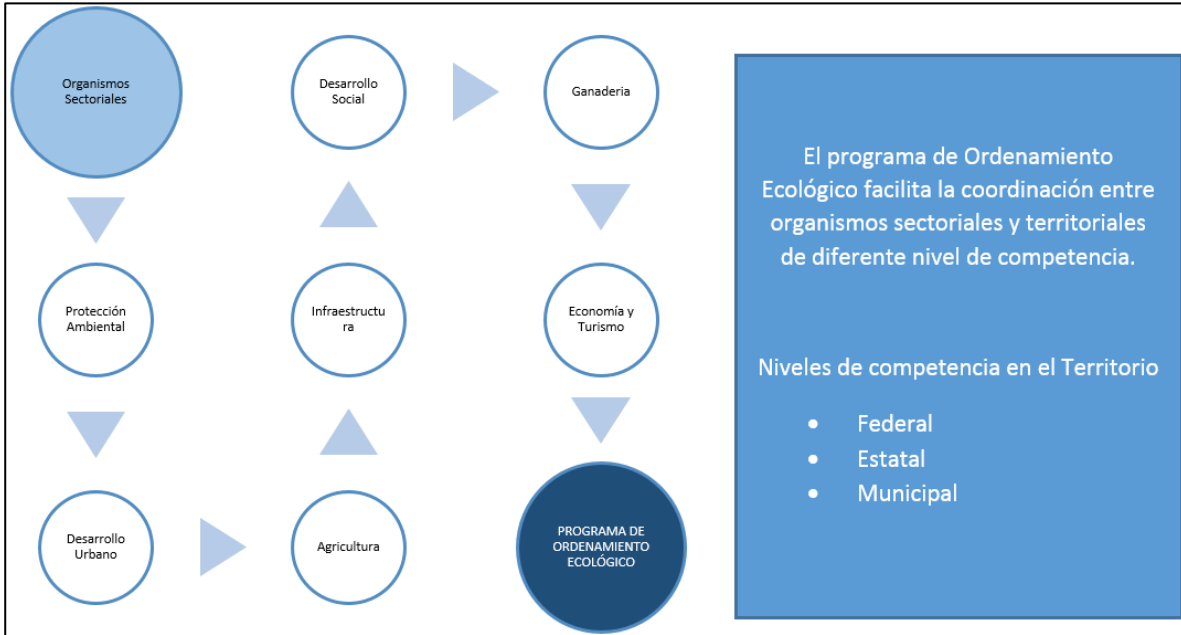 Organismos
Sectoriales
Protección
Ambiental
Desarrollo
Urbano
Agricultura
Infraestructu
ra
Desarrollo
Social
Ganaderia
Economía y
Turismo
PROGRAMA DE
ORDENAMIENTO
ECOLÓGICO
El programa de Ordenamiento
Ecológico facilita la coordinación entre
organismos sectoriales y territoriales
de diferente nivel de competencia.
Niveles de competencia en el Territorio
• Federal
• Estatal
• Municipal